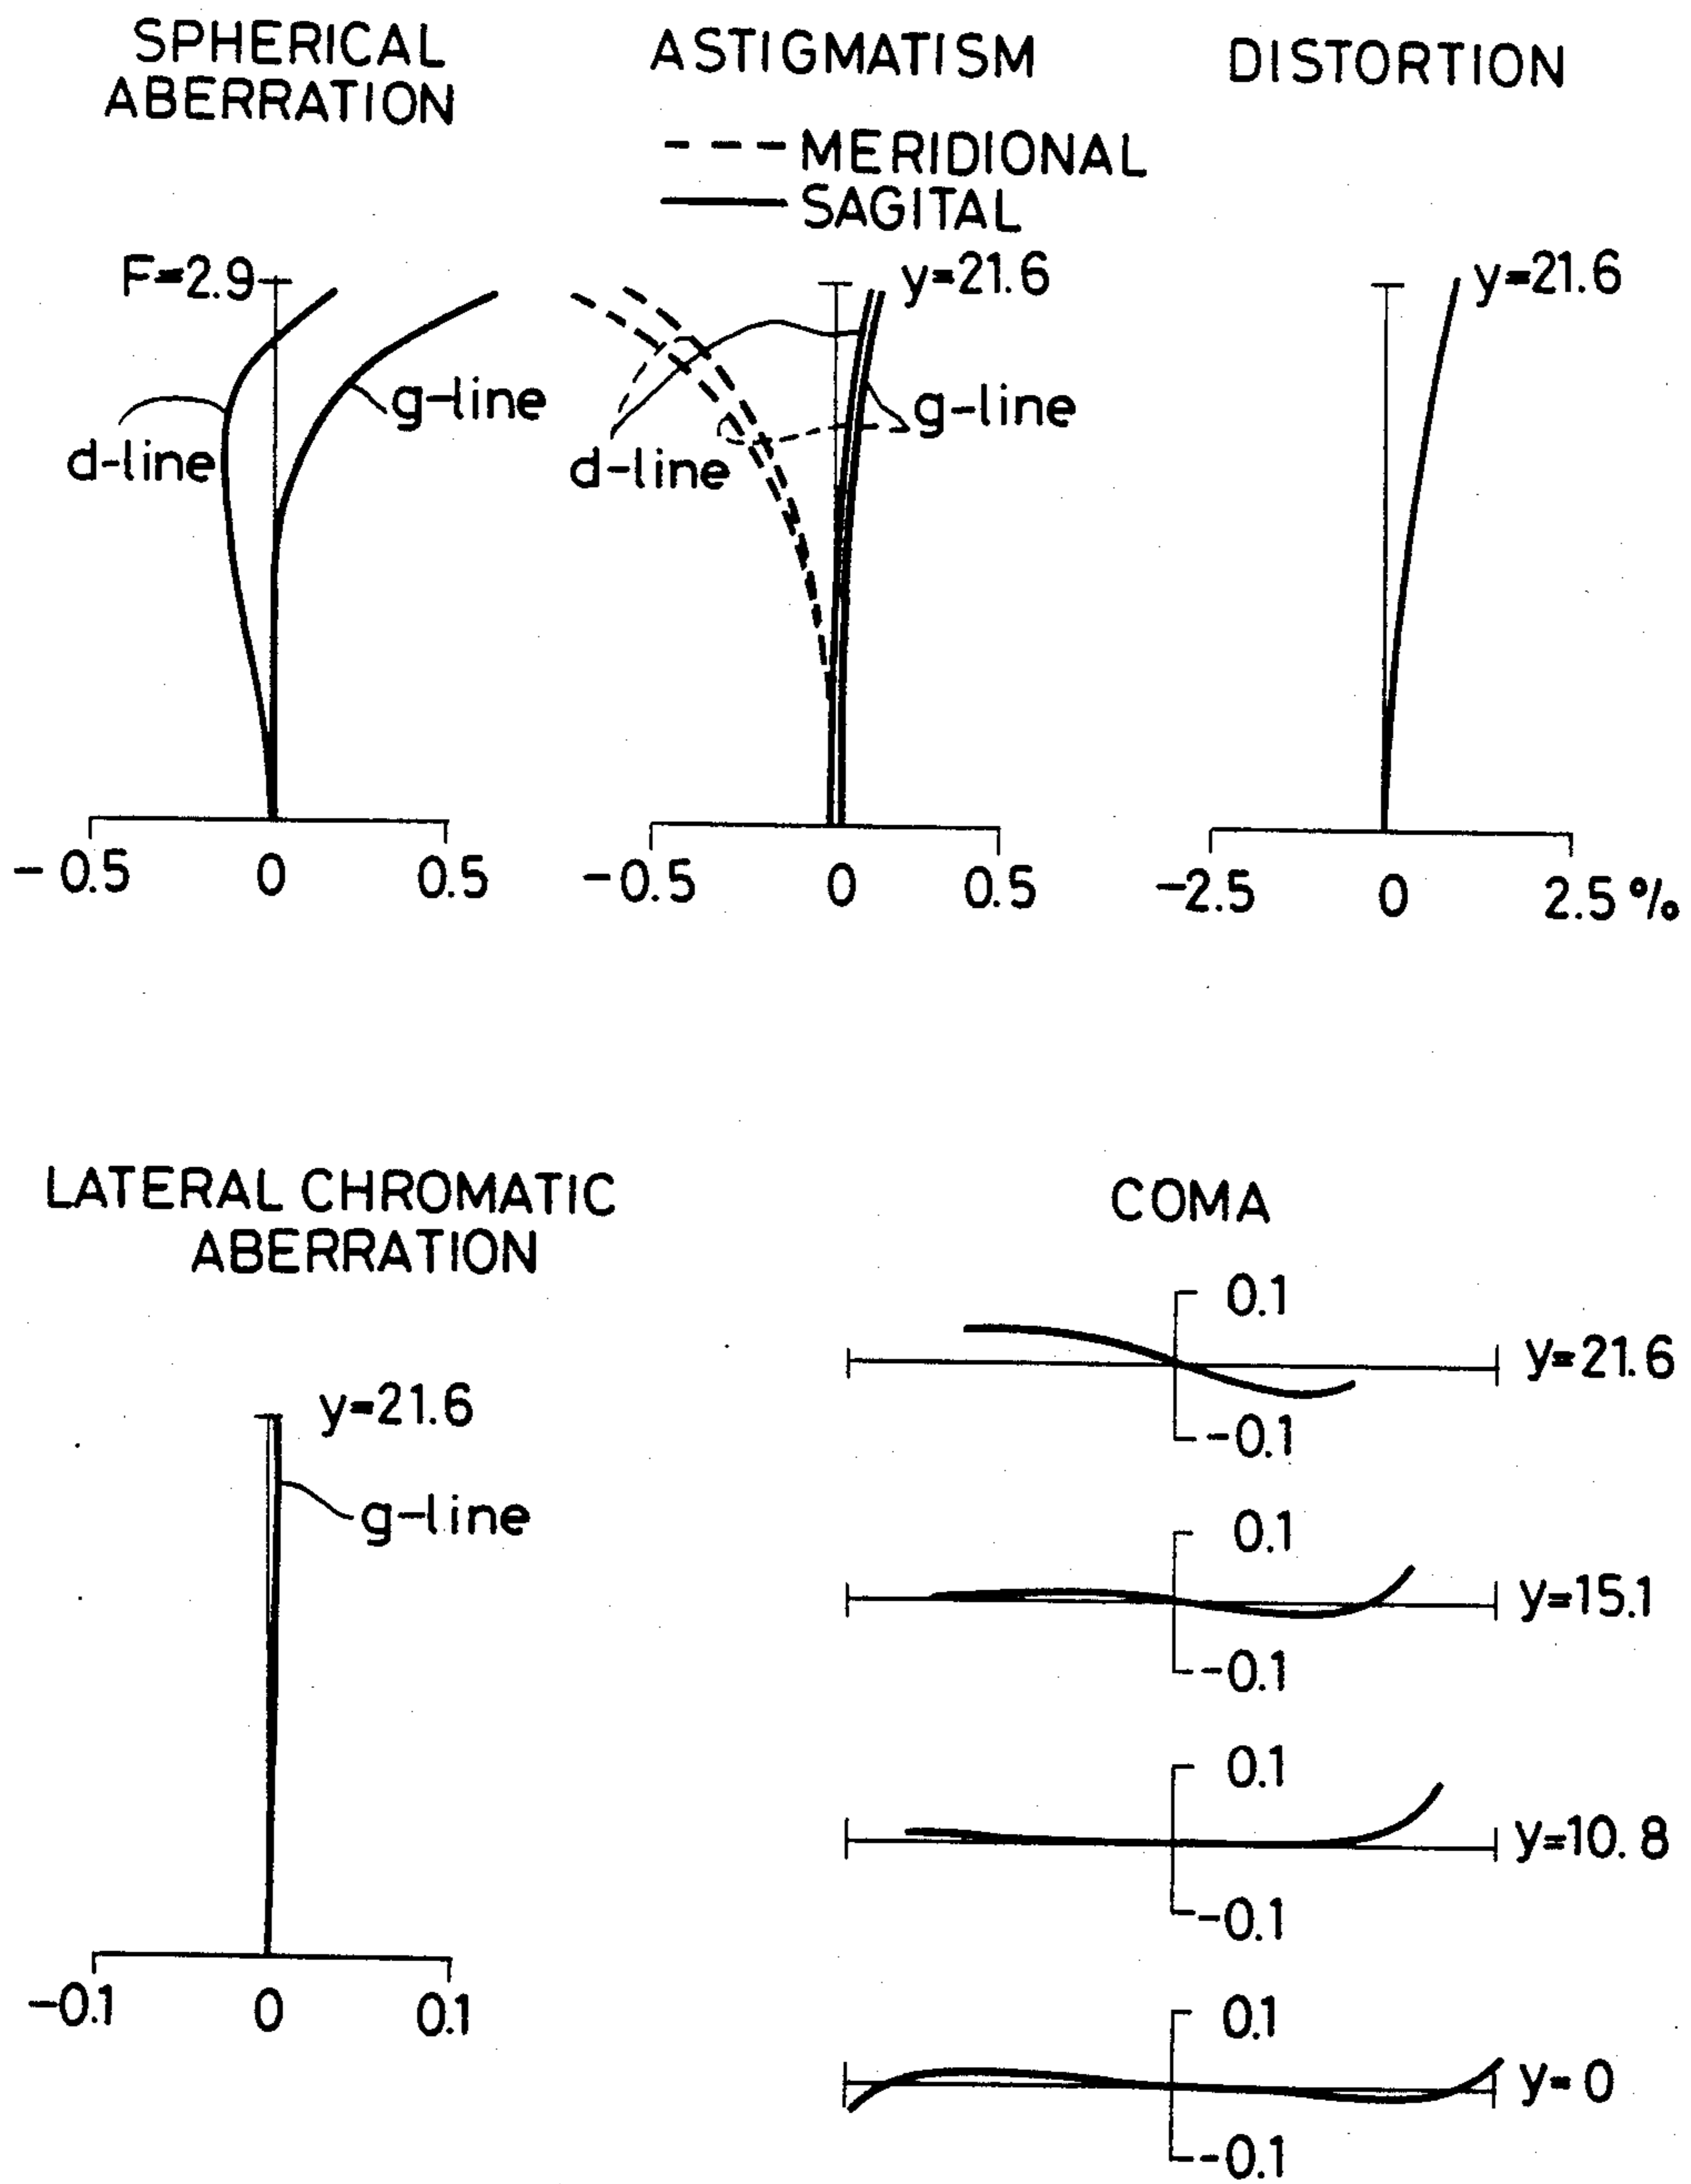 SPHERICAL
ABERRATION
ASTIGMATISM
DISTORTION
--- MERIDIONAL
— SAGITAL
F=2.9
y=21.6
y=21.6
g-line
d-line
g-line
d-line
-0.5 0 0.5
-0.5 0 0.5
-2.5 0 2.5%
LATERAL CHROMATIC
ABERRATION
y=21.6
g-line
-0.1 0 0.1
COMA
0.1
y=21.6
-0.1
0.1
y=15.1
-0.1
0.1
y=10.8
-0.1
0.1
y=0
-0.1